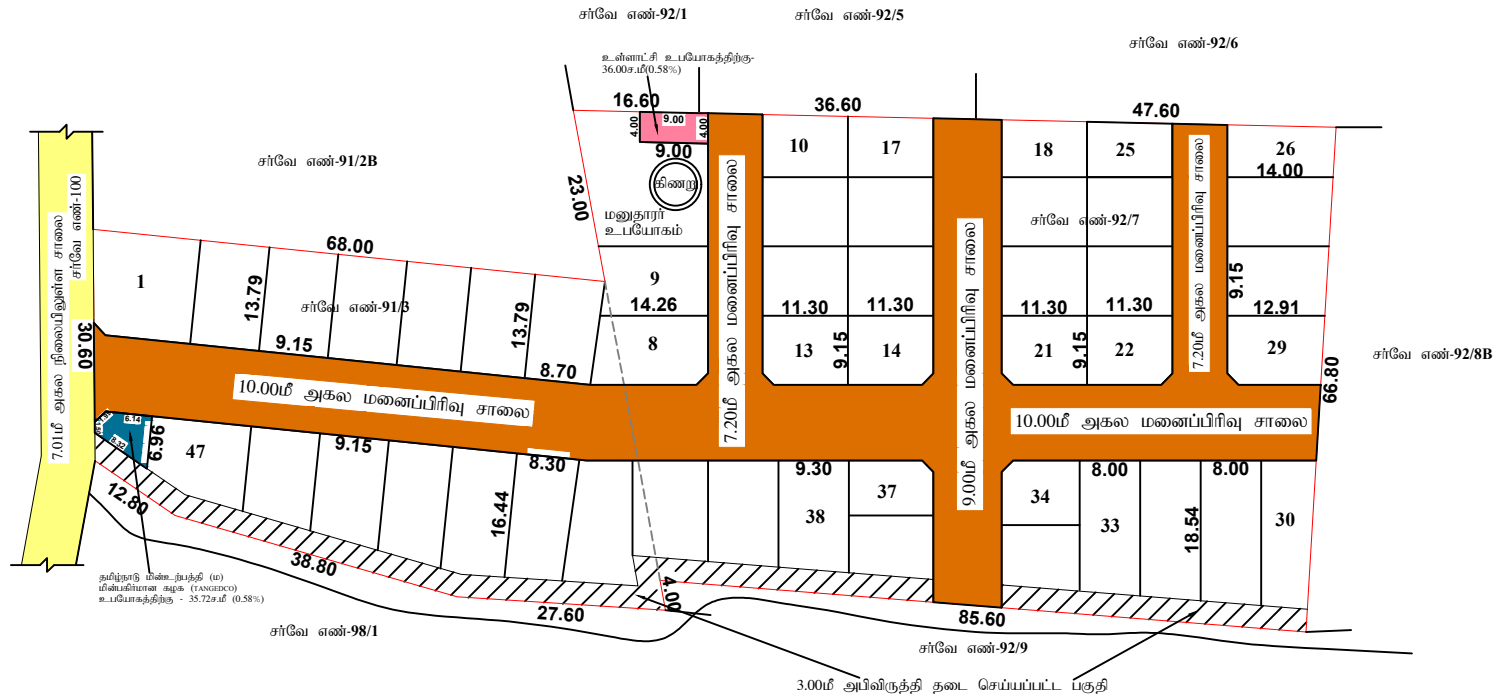 சர்வே எண்-92/1
சர்வே எண்-92/5
சர்வே எண்-92/6
உள்ளாட்சி உபயோகத்திற்கு-
36.00ச.மீ(0.58%)
16.60
36.60
47.60
4.00
9.00
4.00
9.00
10
17
18
25
26
14.00
சர்வே எண்-91/2B
கிணறு
23.00
மனுதாரர்
உபயோகம்
சர்வே எண்-92/7
7.01மீ அகல நிலையிலுள்ள சாலை
சர்வே எண்-100
68.00
1
13.79
சர்வே எண்-91/3
13.79
9
14.26
7.20மீ அகல மனைப்பிரிவு சாலை
11.30
11.30
9.00மீ அகல மனைப்பிரிவு சாலை
11.30
11.30
7.20மீ அகல மனைப்பிரிவு சாலை
9.15
12.91
30.60
9.15
8.70
8
13
9.15
14
21
9.15
22
29
சர்வே எண்-92/8B
66.80
10.00மீ அகல மனைப்பிரிவு சாலை
10.00மீ அகல மனைப்பிரிவு சாலை
6.14
8.32
6.96
47
9.15
8.30
9.30
8.00
8.00
12.80
16.44
38
37
34
33
18.54
30
38.80
தமிழ்நாடு மின்உற்பத்தி (ம)
மின்பகிர்மான கழக (TANGEDCO)
உபயோகத்திற்கு - 35.72ச.மீ (0.58%)
27.60
4.00
85.60
சர்வே எண்-98/1
சர்வே எண்-92/9
3.00மீ அபிவிருத்தி தடை செய்யப்பட்ட பகுதி